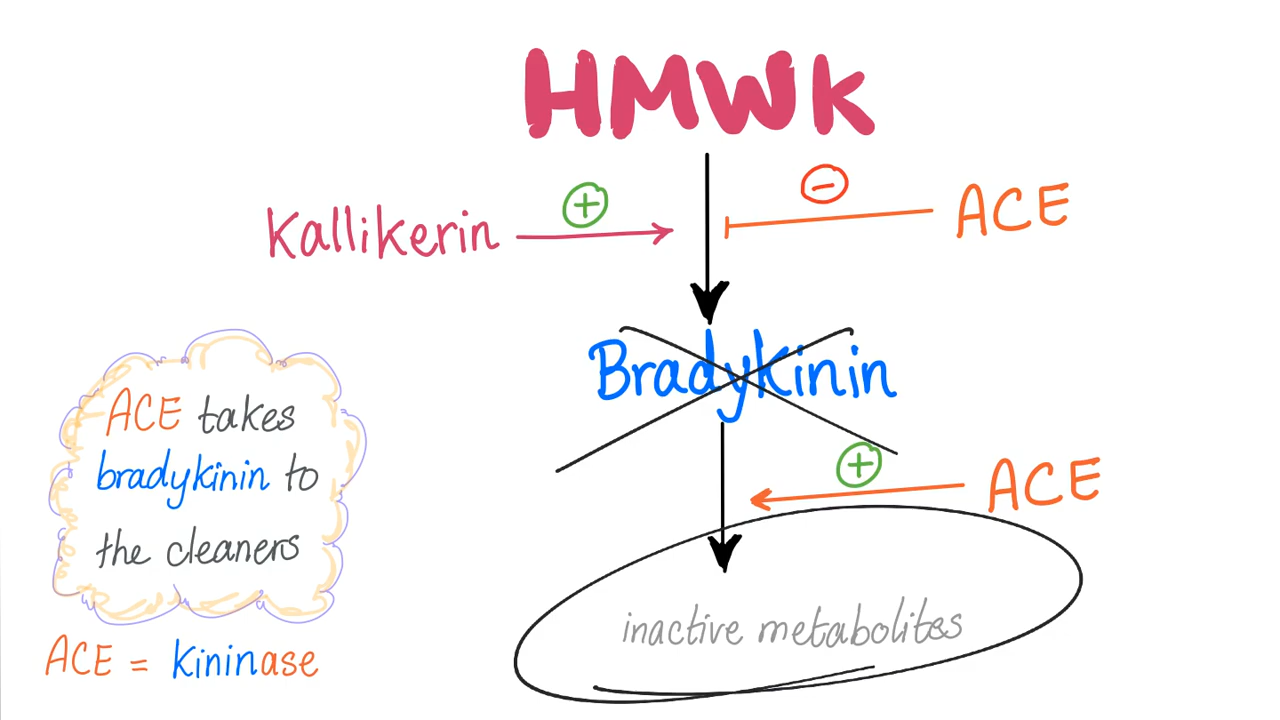 HMWK
Kallikerin
+
−
ACE
Bradykinin
+
ACE
inactive metabolites
ACE takes
bradykinin to
the cleaners
ACE = kininase